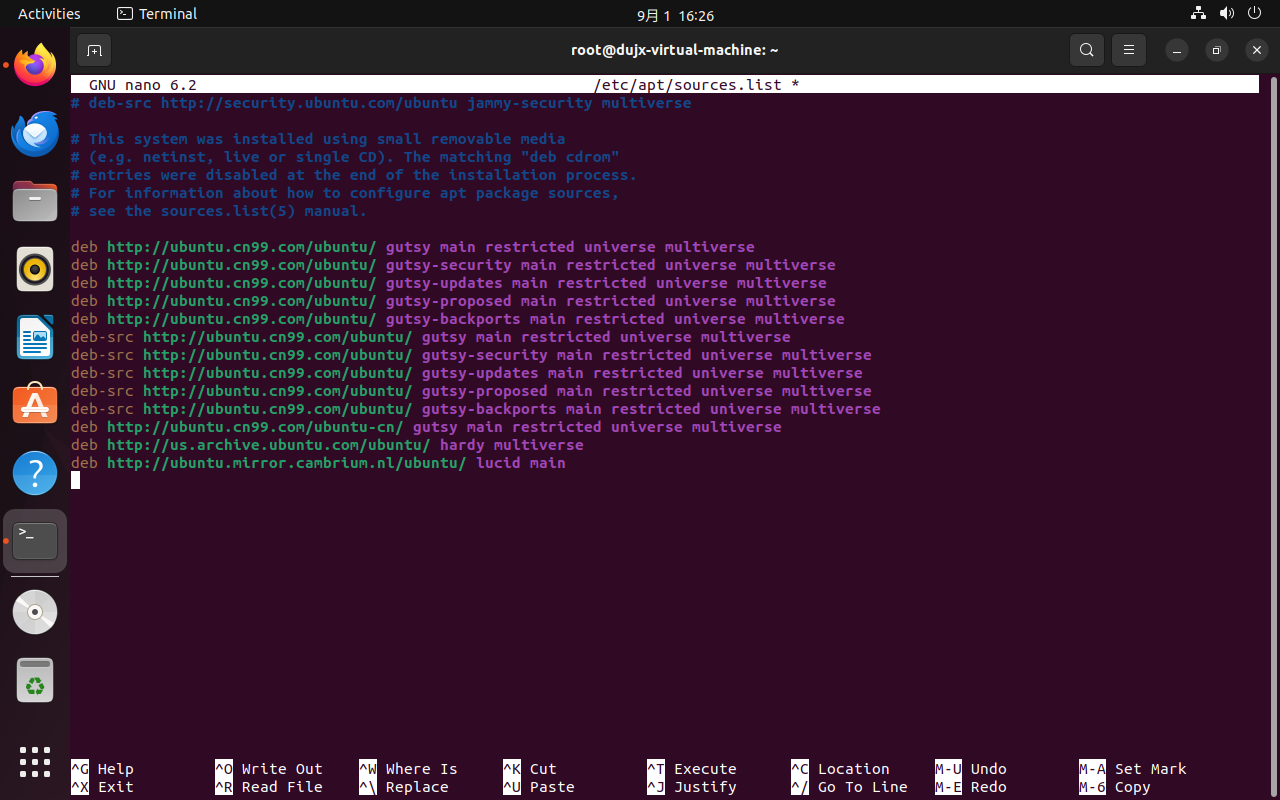 Activities
Terminal
9月 1 16:26
root@dujx-virtual-machine: ~
GNU nano 6.2 /etc/apt/sources.list *
# deb-src http://security.ubuntu.com/ubuntu jammy-security multiverse
# This system was installed using small removable media
# (e.g. netinst, live or single CD). The matching "deb cdrom"
# entries were disabled at the end of the installation process.
# For information about how to configure apt package sources,
# see the sources.list(5) manual.
deb http://ubuntu.cn99.com/ubuntu/ gutsy main restricted universe multiverse
deb http://ubuntu.cn99.com/ubuntu/ gutsy-security main restricted universe multiverse
deb http://ubuntu.cn99.com/ubuntu/ gutsy-updates main restricted universe multiverse
deb http://ubuntu.cn99.com/ubuntu/ gutsy-proposed main restricted universe multiverse
deb http://ubuntu.cn99.com/ubuntu/ gutsy-backports main restricted universe multiverse
deb-src http://ubuntu.cn99.com/ubuntu/ gutsy main restricted universe multiverse
deb-src http://ubuntu.cn99.com/ubuntu/ gutsy-security main restricted universe multiverse
deb-src http://ubuntu.cn99.com/ubuntu/ gutsy-updates main restricted universe multiverse
deb-src http://ubuntu.cn99.com/ubuntu/ gutsy-proposed main restricted universe multiverse
deb-src http://ubuntu.cn99.com/ubuntu/ gutsy-backports main restricted universe multiverse
deb http://ubuntu.cn99.com/ubuntu-cn/ gutsy main restricted universe multiverse
deb http://us.archive.ubuntu.com/ubuntu/ hardy multiverse
deb http://ubuntu.mirror.cambrium.nl/ubuntu/ lucid main
^G Help ^O Write Out ^W Where Is ^K Cut ^T Execute ^C Location M-U Undo M-A Set Mark
^X Exit ^R Read File ^\ Replace ^U Paste ^J Justify ^/ Go To Line M-E Redo M-6 Copy